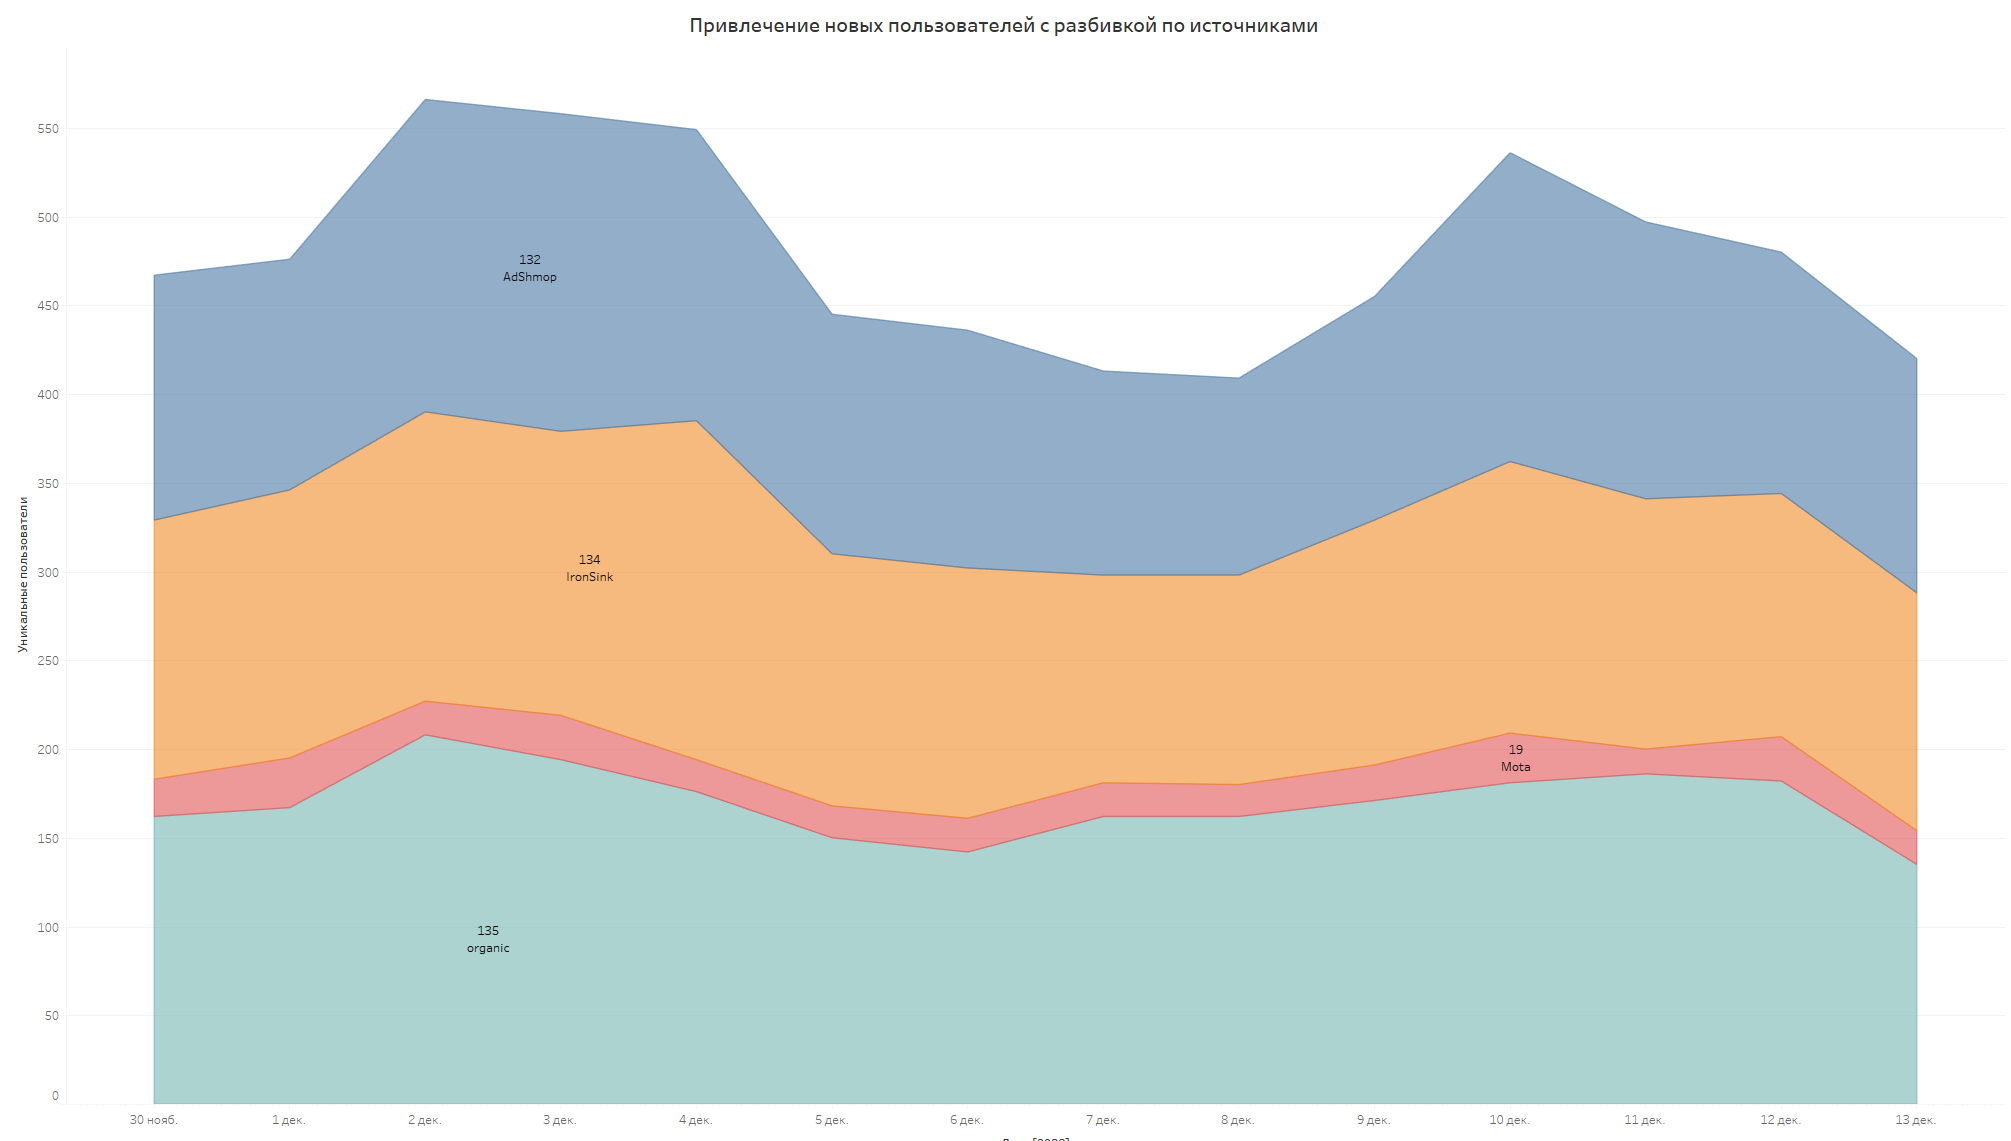 Привлечение новых пользователей с разбивкой по источниками
550
500
450
400
350
300
250
200
150
100
50
0
Уникальные пользователи
132
AdShmop
134
IronSink
19
Mota
135
organic
30 нояб.
1 дек.
2 дек.
3 дек.
4 дек.
5 дек.
6 дек.
7 дек.
8 дек.
9 дек.
10 дек.
11 дек.
12 дек.
13 дек.